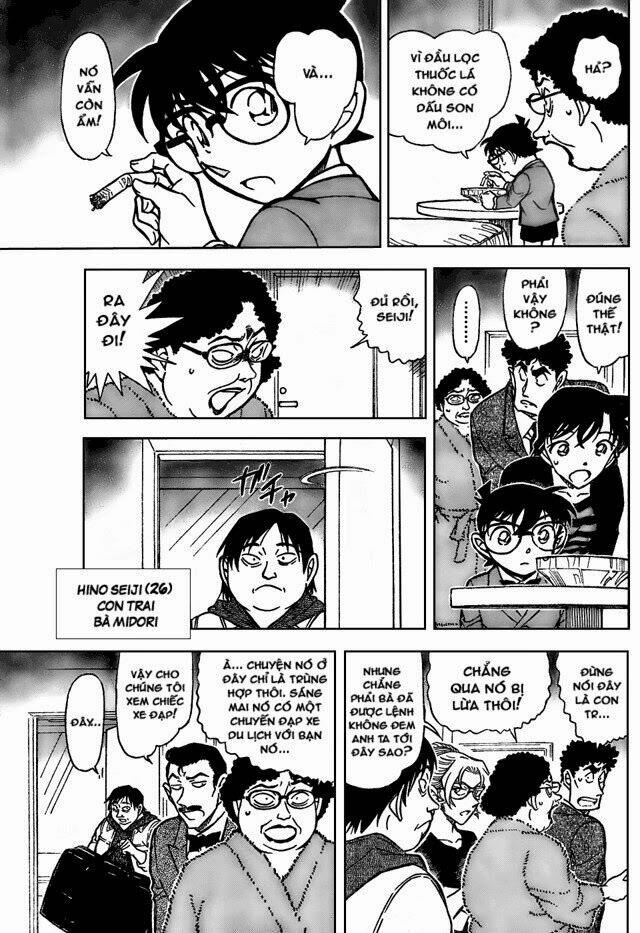 HẢ?
VÌ ĐẦU LỌC
THUỐC LÁ
KHÔNG CÓ
DẤU SON
MÔI...
VÀ...
NÓ
VẪN CÒN
ẨM!
ĐÚNG
THẾ
THẬT!
PHẢI
VẬY
KHÔNG
?
........
ĐỦ RỒI,
SEIJI!
RA
ĐÂY
ĐI!
ガチャ
HINO SEIJI (26)
CON TRAI
BÀ MIDORI
ĐỪNG
NÓI ĐÂY
LÀ CON
TR...
CHẲNG
QUA NÓ BỊ
LỪA THÔI!
NHƯNG
CHẲNG
PHẢI BÀ ĐÃ
ĐƯỢC LỆNH
KHÔNG ĐEM
ANH TA TỚI
ĐÂY SAO?
À... CHUYỆN NÓ Ở
ĐÂY CHỈ LÀ TRÙNG
HỢP THÔI. SÁNG
MAI NÓ CÓ MỘT
CHUYẾN ĐẠP XE
DU LỊCH VỚI BẠN
NÓ...
VẬY CHO
CHÚNG TÔI
XEM CHIẾC
XE ĐẠP!
ĐÂY..